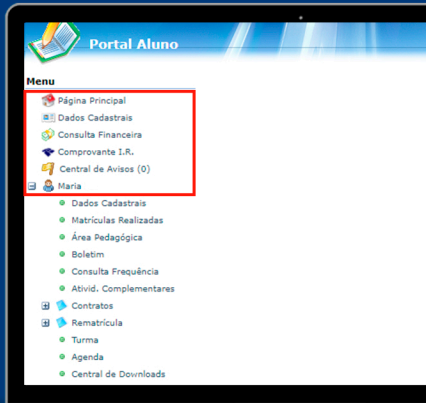 Portal Aluno
Menu
Página Principal
Dados Cadastrais
Consulta Financeira
Comprovante I.R.
Central de Avisos (0)
Maria
Dados Cadastrais
Matrículas Realizadas
Área Pedagógica
Boletim
Consulta Frequência
Ativid. Complementares
Contratos
Rematrícula
Turma
Agenda
Central de Downloads